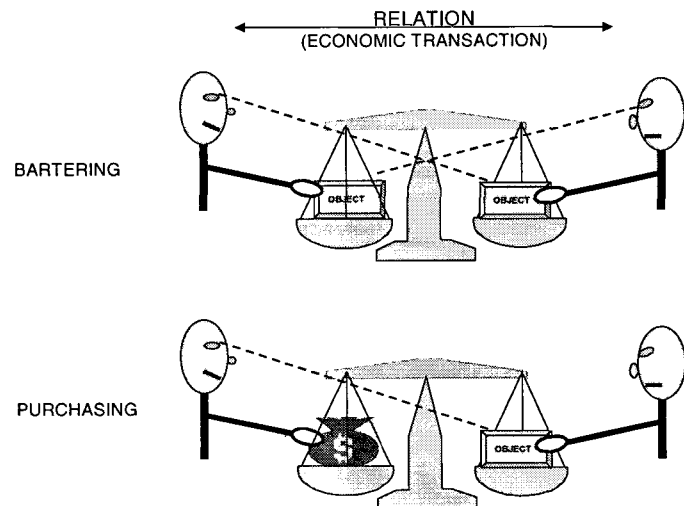 RELATION
(ECONOMIC TRANSACTION)
BARTERING
OBJECT
OBJECT
PURCHASING
$
OBJECT